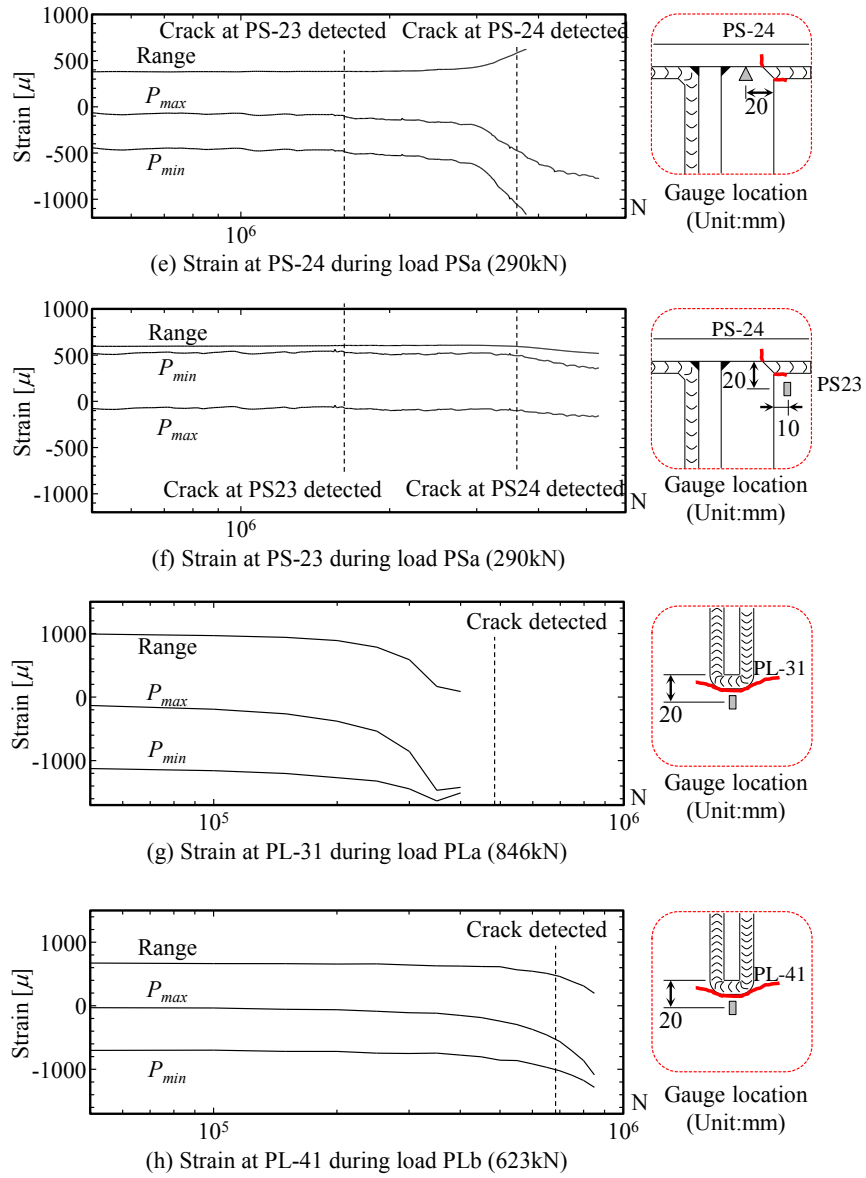 1000
500
0
-500
-1000
Strain [μ]
Crack at PS-23 detected
Crack at PS-24 detected
Range
Pmax
Pmin
10^6
N
PS-24
20
Gauge location
(Unit:mm)
(e) Strain at PS-24 during load PSa (290kN)
1000
500
0
-500
-1000
Strain [μ]
Range
Pmin
Pmax
Crack at PS23 detected
Crack at PS24 detected
10^6
N
PS-24
20
PS23
10
Gauge location
(Unit:mm)
(f) Strain at PS-23 during load PSa (290kN)
1000
0
-1000
Strain [μ]
Crack detected
Range
Pmax
Pmin
10^5
10^6
N
PL-31
20
Gauge location
(Unit:mm)
(g) Strain at PL-31 during load PLa (846kN)
1000
0
-1000
Strain [μ]
Crack detected
Range
Pmax
Pmin
10^5
10^6
N
PL-41
20
Gauge location
(Unit:mm)
(h) Strain at PL-41 during load PLb (623kN)